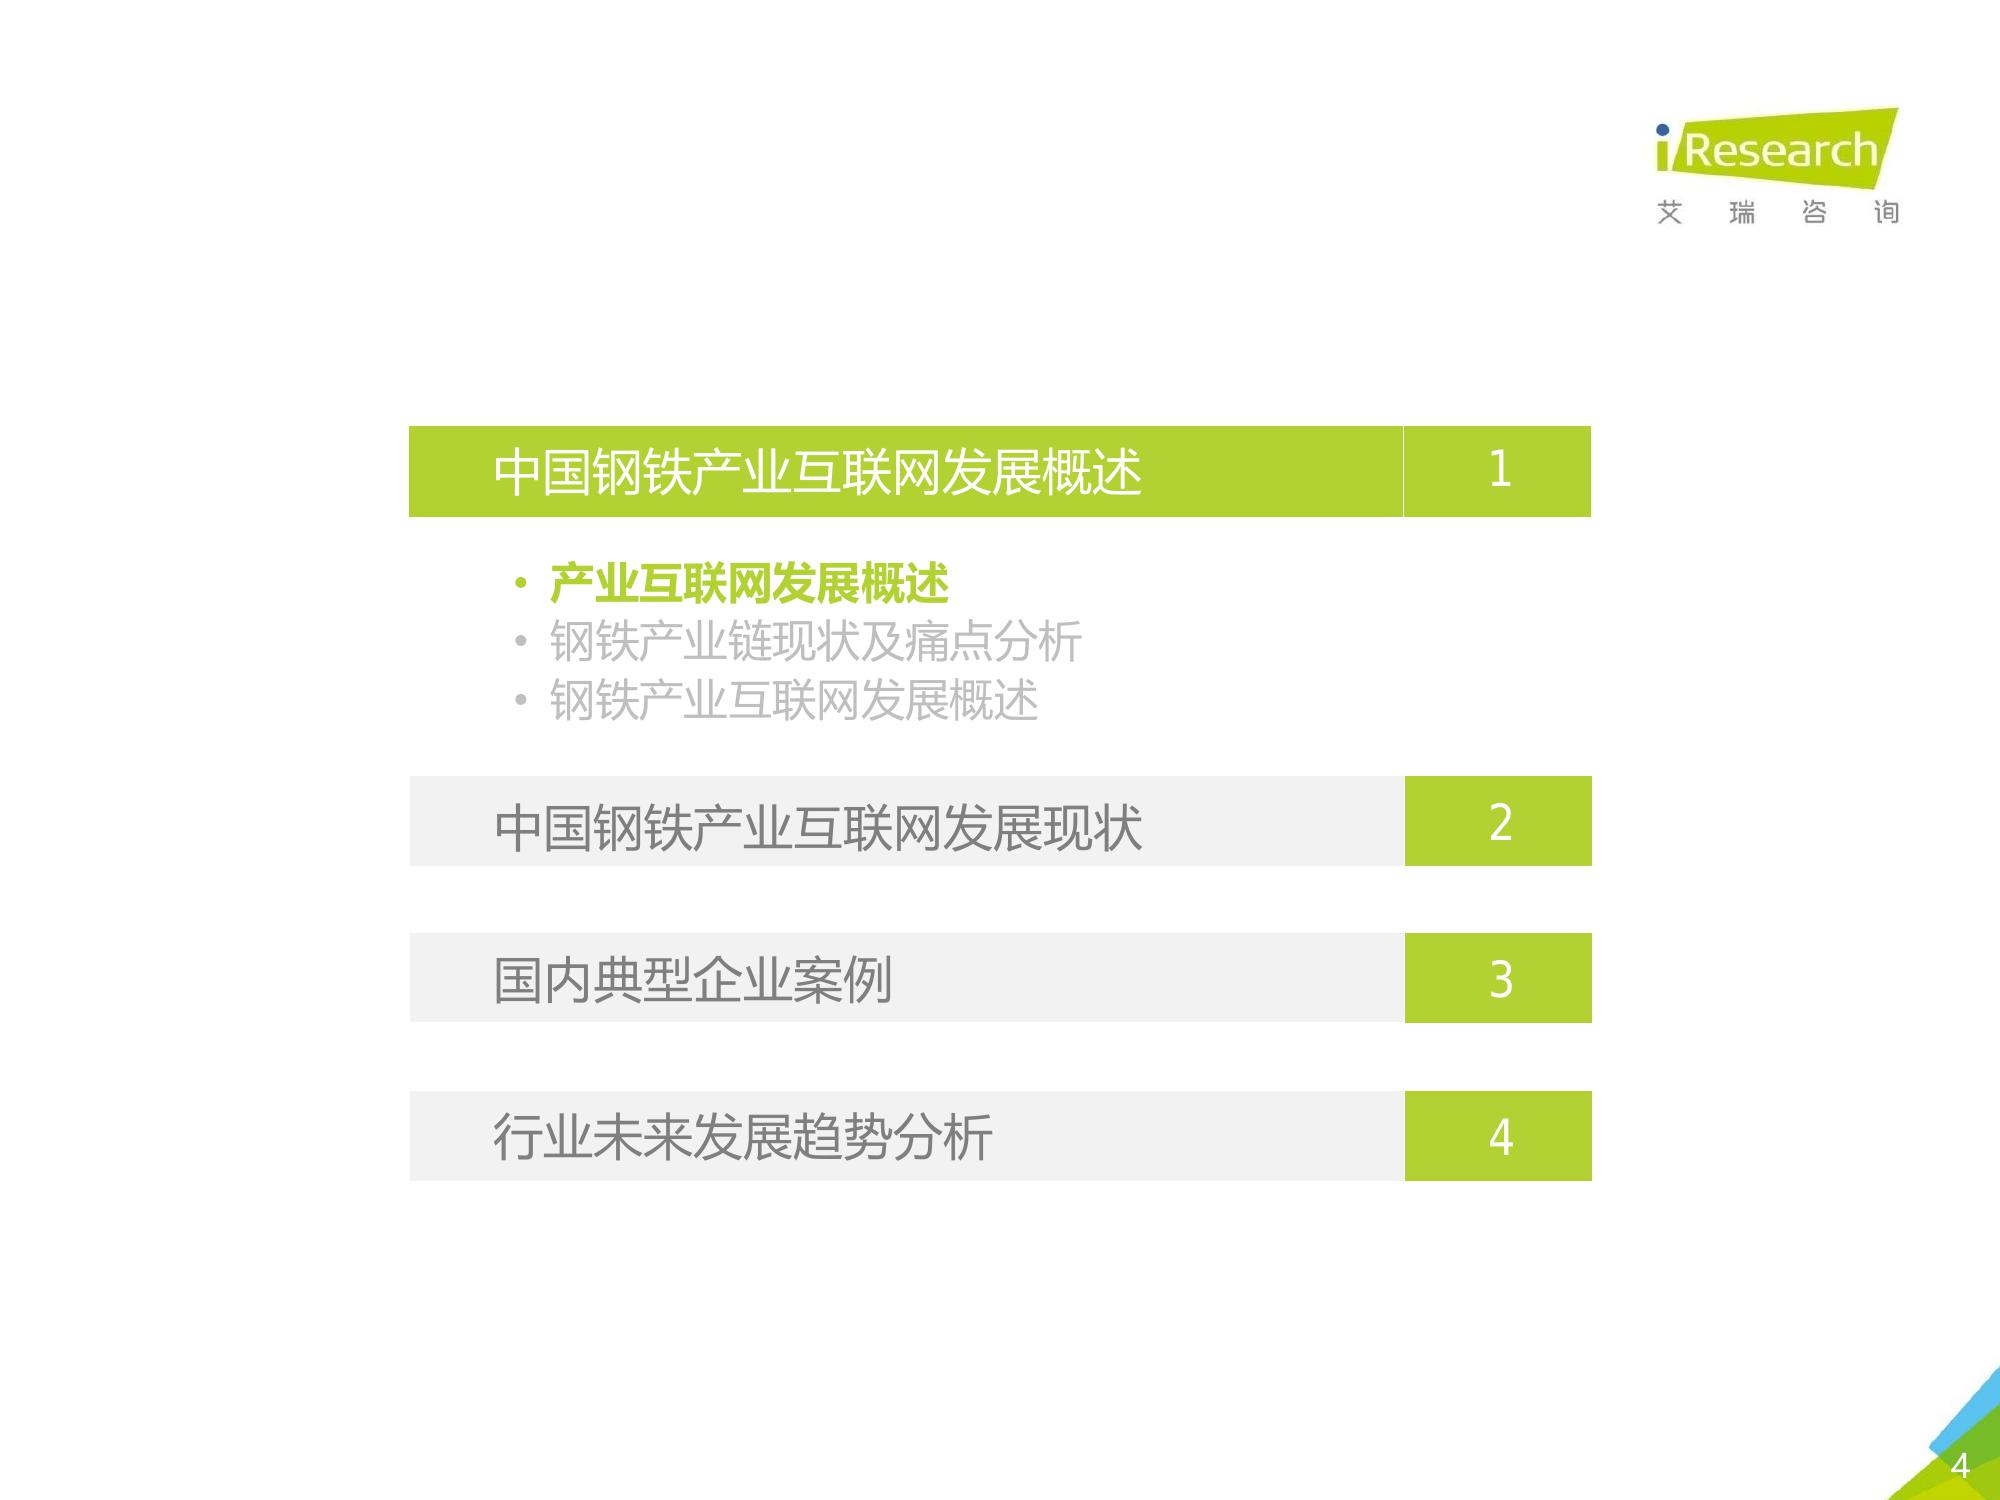 iResearch
艾瑞咨询
中国钢铁产业互联网发展概述 1
• 产业互联网发展概述
• 钢铁产业链现状及痛点分析
• 钢铁产业互联网发展概述
中国钢铁产业互联网发展现状 2
国内典型企业案例 3
行业未来发展趋势分析 4
4